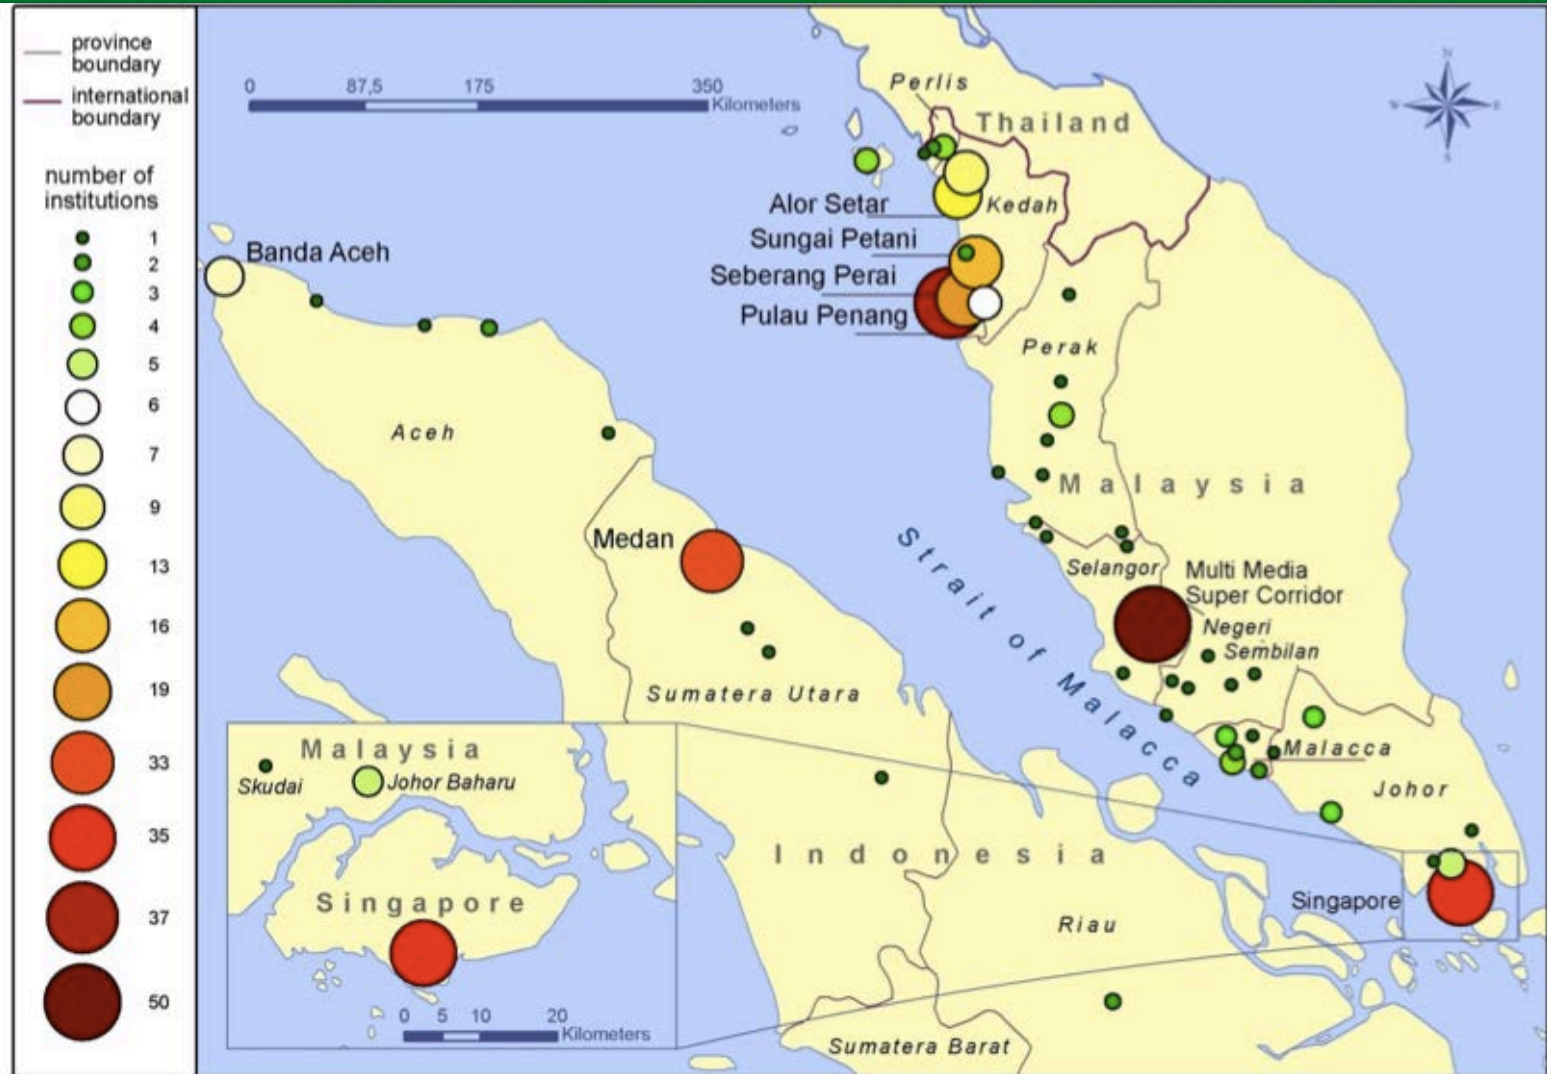 province
boundary
international
boundary
number of
institutions
1
2
3
4
5
6
7
9
13
16
19
33
35
37
50
0 87,5 175 350
Kilometers
N
W E
S
Perlis
Thailand
Alor Setar
Kedah
Sungai Petani
Banda Aceh
Seberang Perai
Pulau Penang
Perak
Aceh
Malaysia
Medan
Strait of Malacca
Selangor
Multi Media
Super Corridor
Negeri
Sembilan
Sumatera Utara
Malacca
Johor
Malaysia
Skudai
Johor Baharu
Singapore
0 5 10 20
Kilometers
Indonesia
Singapore
Riau
Sumatera Barat